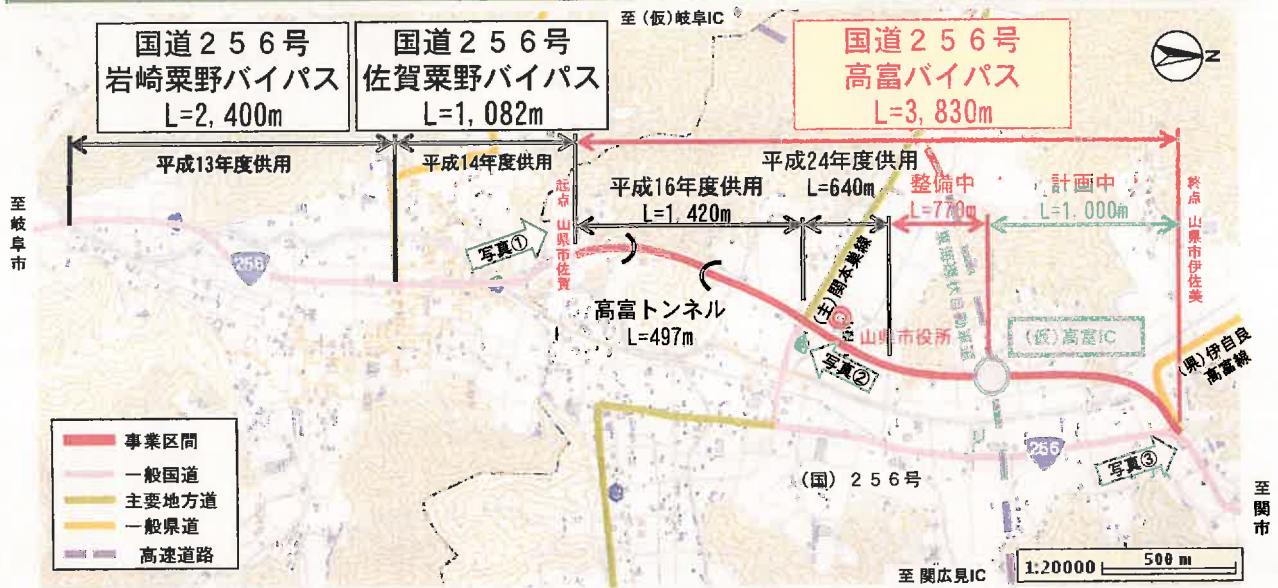 至（仮）岐阜IC
国道２５６号
岩崎粟野バイパス
L=2,400m
国道２５６号
佐賀粟野バイパス
L=1,082m
国道２５６号
高富バイパス
L=3,830m
N
平成13年度供用
平成14年度供用
平成24年度供用
L=640m
平成16年度供用
L=1,420m
整備中
L=770m
計画中
L=1,000m
至岐阜市
起点 山県市佐賀
終点 山県市伊佐美
写真①
256
高富トンネル
L=497m
(主)関本巣線
山県市役所
写真②
(仮)高富IC
(県)伊自良高富線
事業区間
一般国道
主要地方道
一般県道
高速道路
256
写真③
（国）２５６号
至関市
至 関広見IC
1:20000
500 m